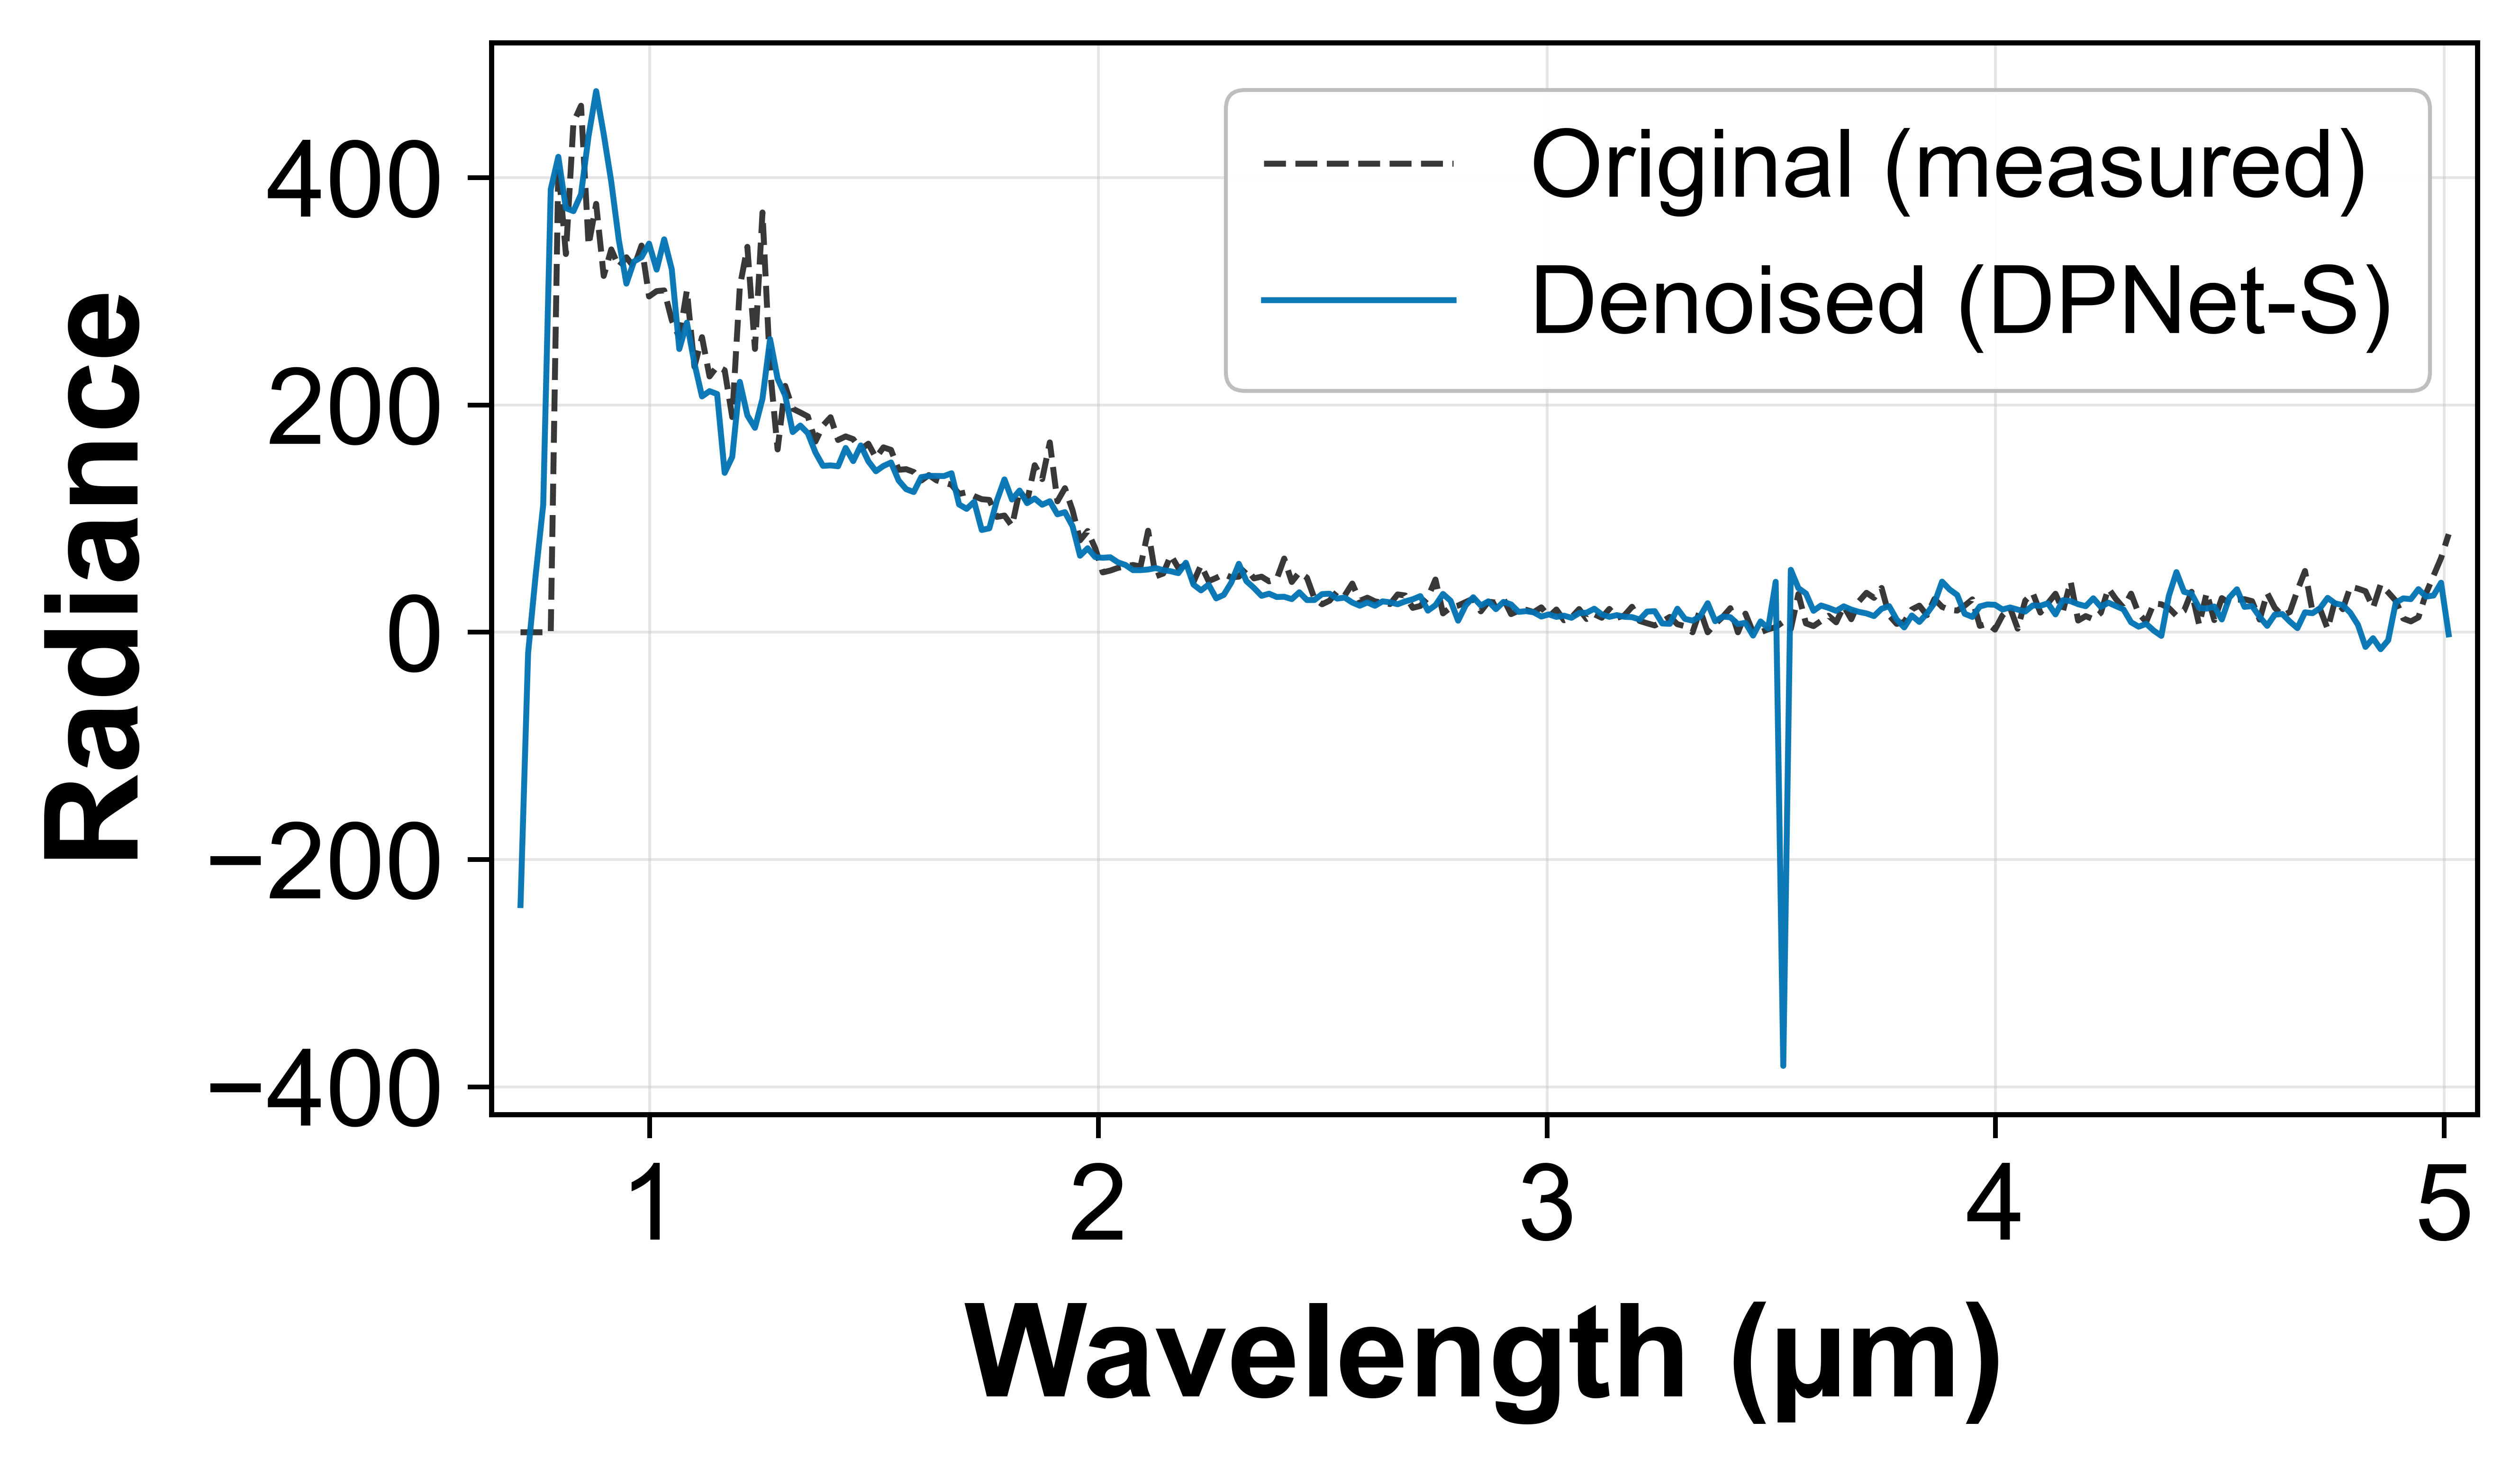 Original (measured)
Denoised (DPNet-S)
400
200
0
−200
−400
Radiance
1 2 3 4 5
Wavelength (μm)